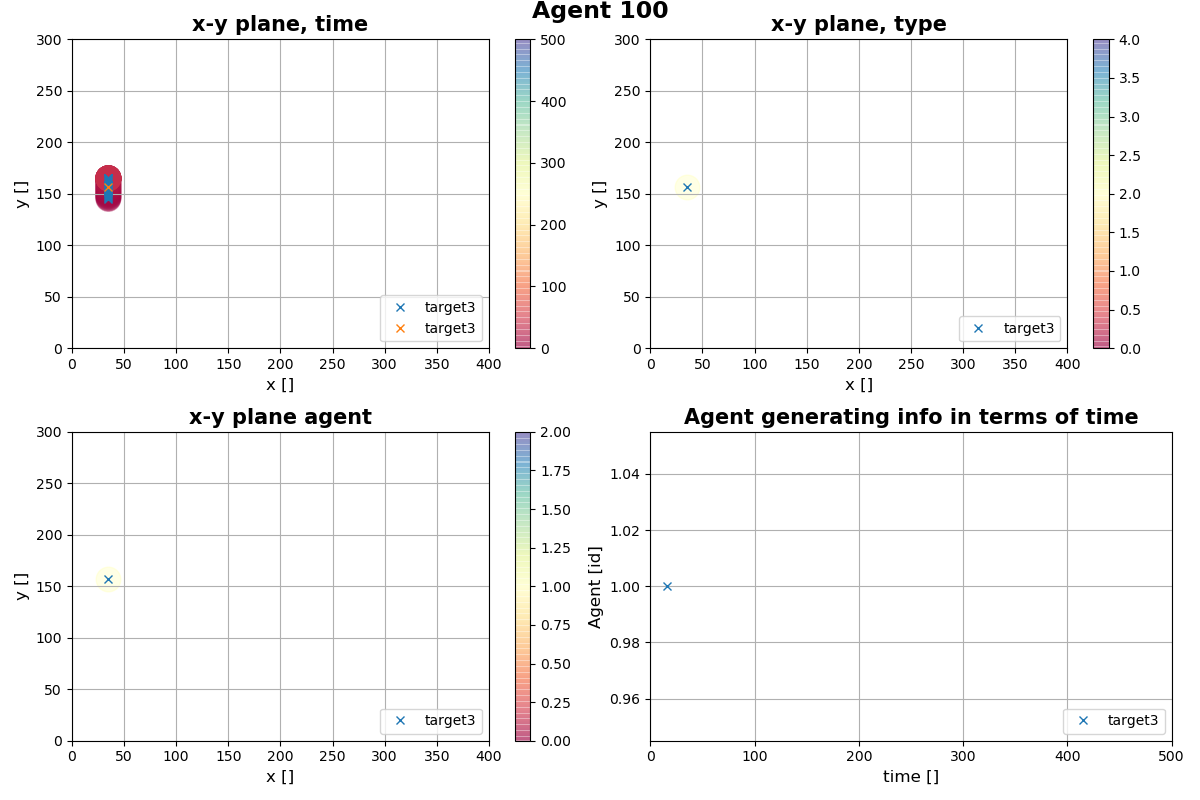 Agent 100
x-y plane, time
300
250
200
150
100
50
0
0 50 100 150 200 250 300 350 400
y []
x []
target3
target3
500
400
300
200
100
0
x-y plane, type
300
250
200
150
100
50
0
0 50 100 150 200 250 300 350 400
y []
x []
target3
4.0
3.5
3.0
2.5
2.0
1.5
1.0
0.5
0.0
x-y plane agent
300
250
200
150
100
50
0
0 50 100 150 200 250 300 350 400
y []
x []
target3
2.00
1.75
1.50
1.25
1.00
0.75
0.50
0.25
0.00
Agent generating info in terms of time
1.04
1.02
1.00
0.98
0.96
0 100 200 300 400 500
Agent [id]
time []
target3